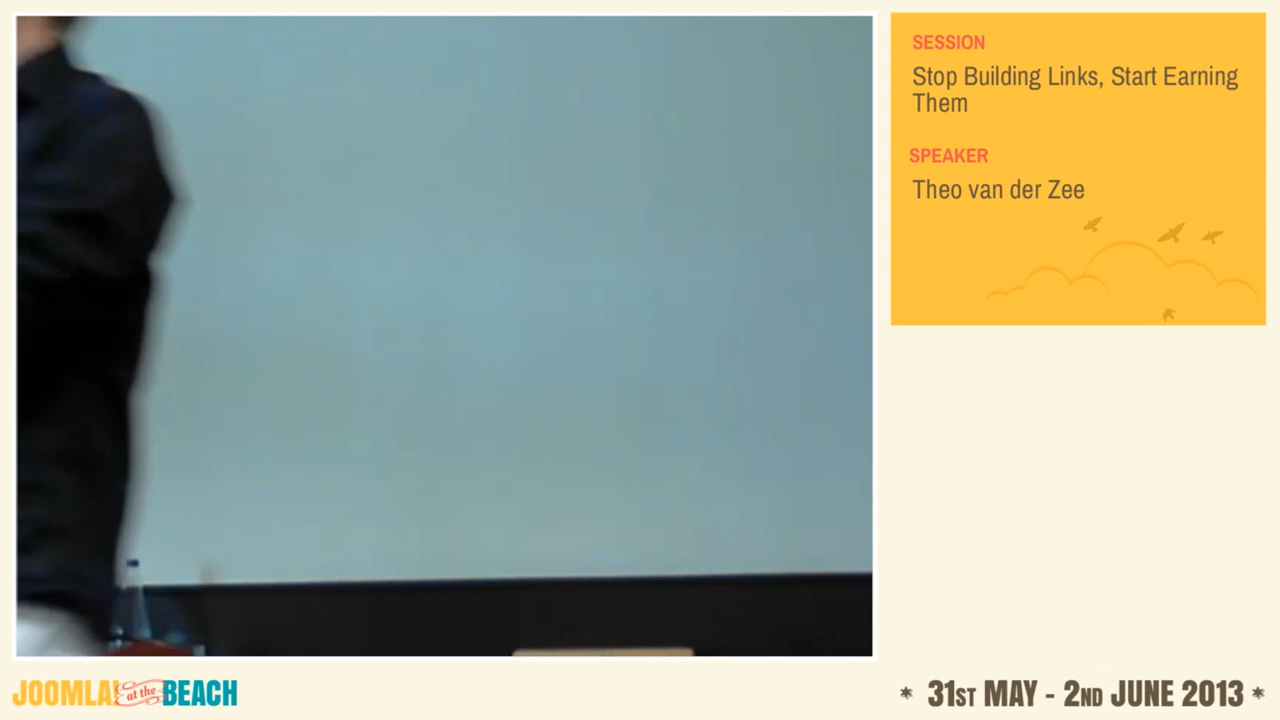 SESSION
Stop Building Links, Start Earning
Them
SPEAKER
Theo van der Zee
JOOMLA! at the BEACH
* 31ST MAY - 2ND JUNE 2013 *